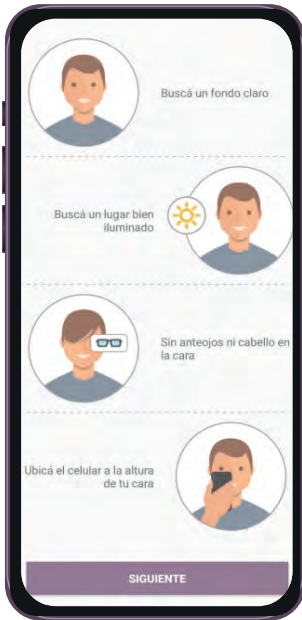 Buscá un fondo claro
Buscá un lugar bien
iluminado
Sin anteojos ni cabello en
la cara
Ubicá el celular a la altura
de tu cara
SIGUIENTE